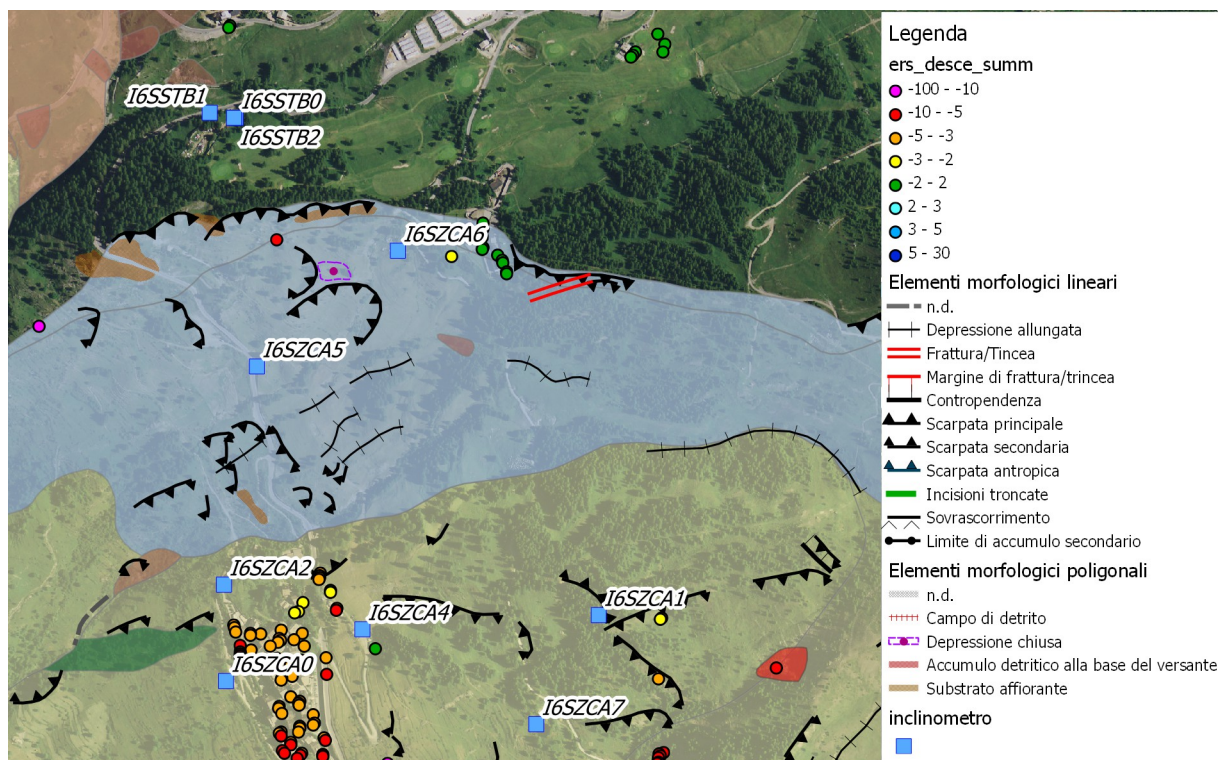 I6SSTB1
I6SSTB0
I6SSTB2
I6SZCA6
I6SZCA5
I6SZCA2
I6SZCA4
I6SZCA1
I6SZCA0
I6SZCA7
Legenda
ers_desce_summ
-100 - -10
-10 - -5
-5 - -3
-3 - -2
-2 - 2
2 - 3
3 - 5
5 - 30
Elementi morfologici lineari
n.d.
Depressione allungata
Frattura/Tincea
Margine di frattura/trincea
Contropendenza
Scarpata principale
Scarpata secondaria
Scarpata antropica
Incisioni troncate
Sovrascorrimento
Limite di accumulo secondario
Elementi morfologici poligonali
n.d.
Campo di detrito
Depressione chiusa
Accumulo detritico alla base del versante
Substrato affiorante
inclinometro